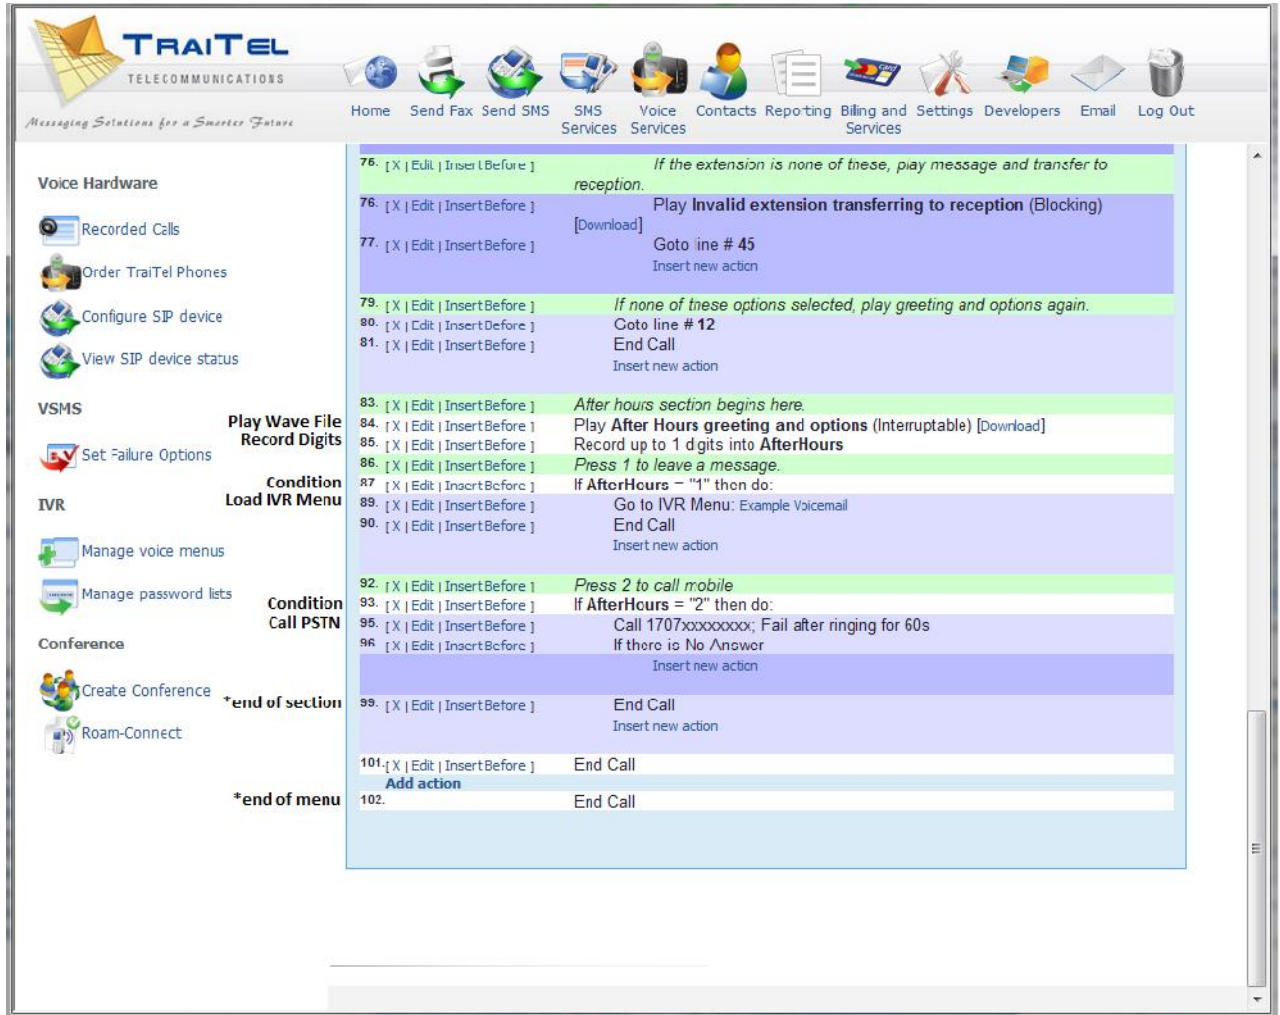 TRAITEL
TELECOMMUNICATIONS
Messaging Solutions for a Smarter Future
Home Send Fax Send SMS SMS Services Voice Services Contacts Reporting Billing and Services Settings Developers Email Log Out
Voice Hardware
Recorded Calls
Order TraiTel Phones
Configure SIP device
View SIP device status
VSMS
Set Failure Options
IVR
Manage voice menus
Manage password lists
Conference
Create Conference
Roam-Connect
Play Wave File
Record Digits
Condition
Load IVR Menu
Condition
Call PSTN
*end of section
*end of menu
76. [ X | Edit | Insert Before ] If the extension is none of these, play message and transfer to
reception.
76. [ X | Edit | Insert Before ] Play Invalid extension transferring to reception (Blocking)
[Download]
77. [ X | Edit | Insert Before ] Goto line # 45
Insert new action
79. [ X | Edit | Insert Before ] If none of these options selected, play greeting and options again.
80. [ X | Edit | Insert Before ] Goto line # 12
81. [ X | Edit | Insert Before ] End Call
Insert new action
83. [ X | Edit | Insert Before ] After hours section begins here.
84. [ X | Edit | Insert Before ] Play After Hours greeting and options (Interruptable) [Download]
85. [ X | Edit | Insert Before ] Record up to 1 digits into AfterHours
86. [ X | Edit | Insert Before ] Press 1 to leave a message.
87 [ X | Edit | Insert Before ] If AfterHours = "1" then do:
89. [ X | Edit | Insert Before ] Go to IVR Menu: Example Voicemail
90. [ X | Edit | Insert Before ] End Call
Insert new action
92. [ X | Edit | Insert Before ] Press 2 to call mobile
93. [ X | Edit | Insert Before ] If AfterHours = "2" then do:
95. [ X | Edit | Insert Before ] Call 1707xxxxxxxx; Fail after ringing for 60s
96 [ X | Edit | Insert Before ] If there is No Answer
Insert new action
99. [ X | Edit | Insert Before ] End Call
Insert new action
101. [ X | Edit | Insert Before ] End Call
Add action
102. End Call